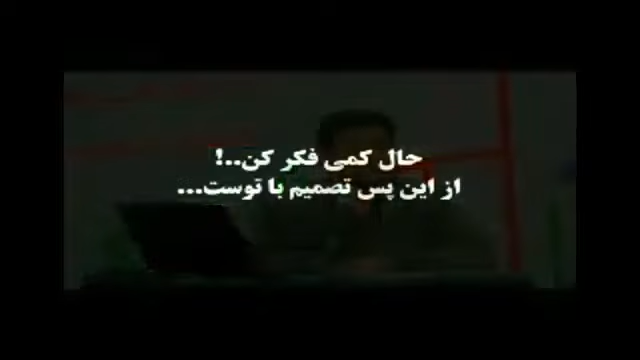 حال کمی فکر کن..!
از این پس تصمیم با توست...